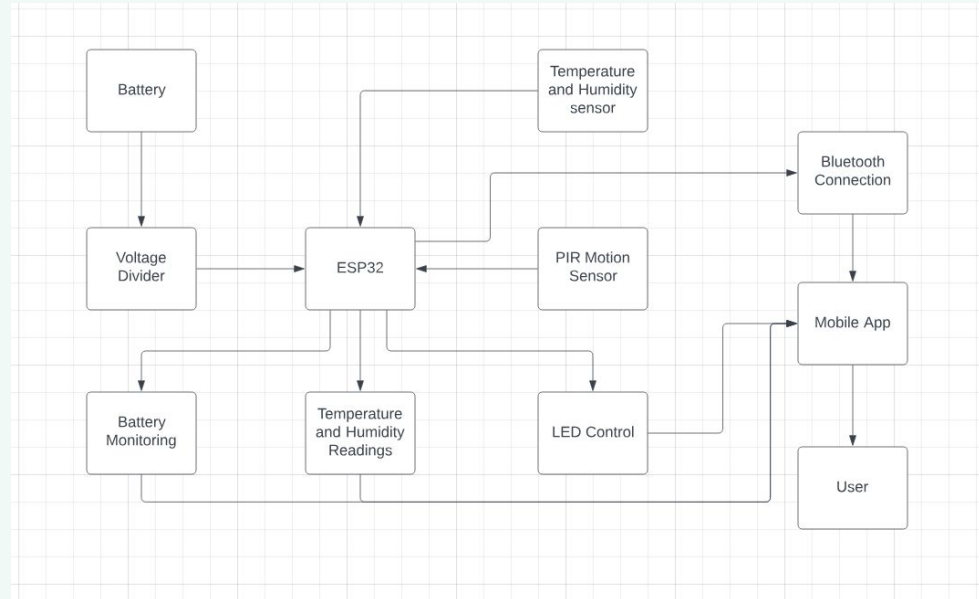 Battery
Temperature
and Humidity
sensor
Bluetooth
Connection
Voltage
Divider
ESP32
PIR Motion
Sensor
Mobile App
Battery
Monitoring
Temperature
and Humidity
Readings
LED Control
User